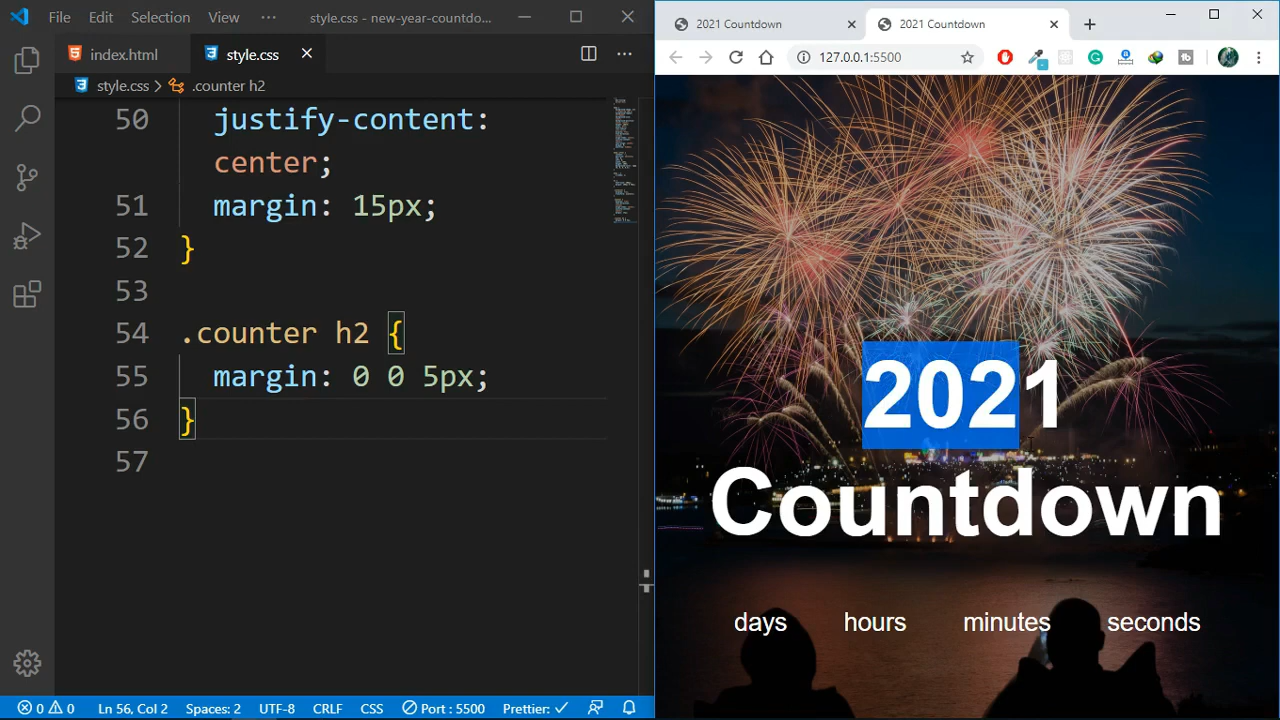 File Edit Selection View ··· style.css - new-year-countdo...
index.html style.css
style.css > .counter h2
50 justify-content:
center;
51 margin: 15px;
52 }
53
54 .counter h2 {
55 margin: 0 0 5px;
56 }
57
0 0 Ln 56, Col 2 Spaces: 2 UTF-8 CRLF CSS Port : 5500 Prettier: ✓
2021 Countdown 2021 Countdown
127.0.0.1:5500
2021
Countdown
days hours minutes seconds